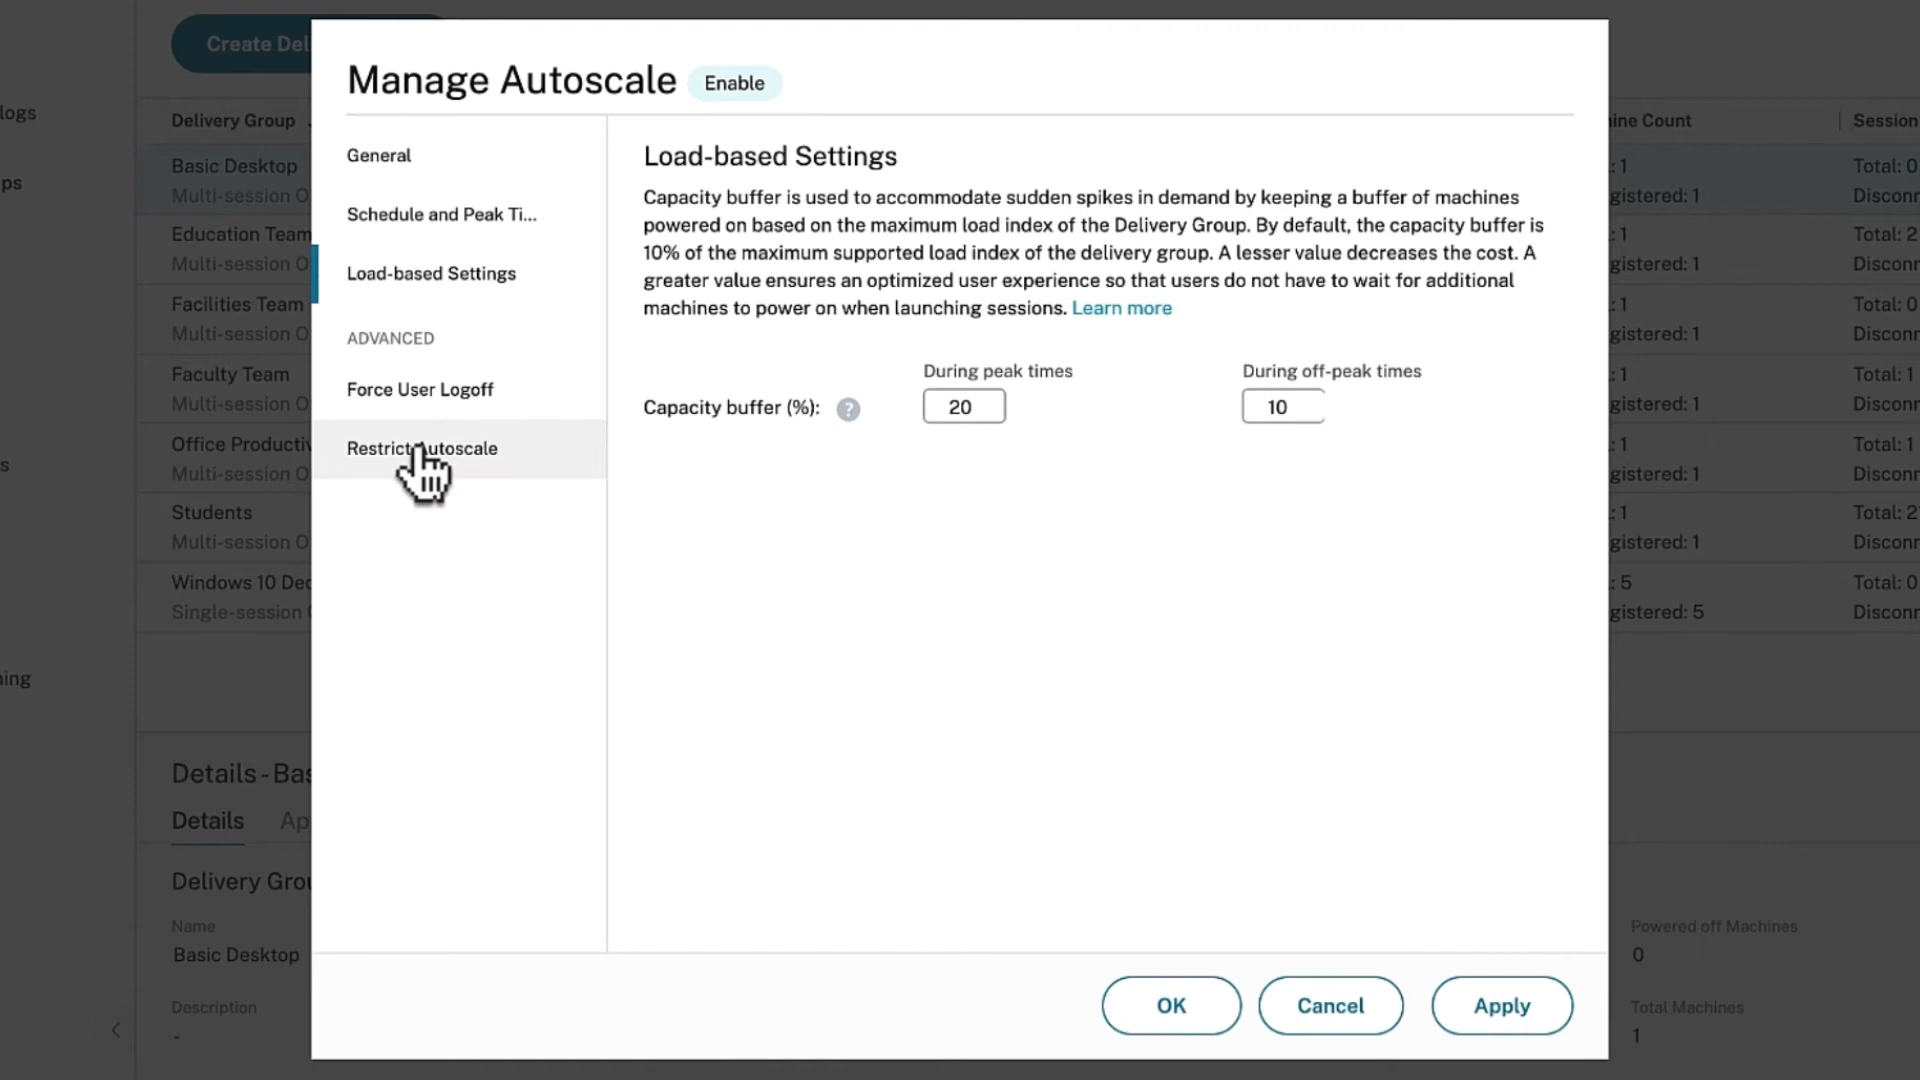 Create Del
Manage Autoscale Enable
logs
ps
s
ning
Delivery Group
ine Count
Session
Basic Desktop
Multi-session O
: 1
gistered: 1
Total: 0
Disconn
Education Team
Multi-session O
: 1
gistered: 1
Total: 2
Disconn
Facilities Team
Multi-session O
: 1
gistered: 1
Total: 0
Disconn
Faculty Team
Multi-session O
: 1
gistered: 1
Total: 1
Disconn
Office Productiv
Multi-session O
: 1
gistered: 1
Total: 1
Disconn
Students
Multi-session O
: 1
gistered: 1
Total: 2
Disconn
Windows 10 Dec
Single-session
: 5
gistered: 5
Total: 0
Disconn
General
Schedule and Peak Ti...
Load-based Settings
ADVANCED
Force User Logoff
Restrict Autoscale
Load-based Settings
Capacity buffer is used to accommodate sudden spikes in demand by keeping a buffer of machines
powered on based on the maximum load index of the Delivery Group. By default, the capacity buffer is
10% of the maximum supported load index of the delivery group. A lesser value decreases the cost. A
greater value ensures an optimized user experience so that users do not have to wait for additional
machines to power on when launching sessions. Learn more
During peak times
During off-peak times
Capacity buffer (%): ? 20 10
Details - Bas
Details Ap
Delivery Grou
Name
Basic Desktop
Description
-
Powered off Machines
0
Total Machines
1
OK Cancel Apply